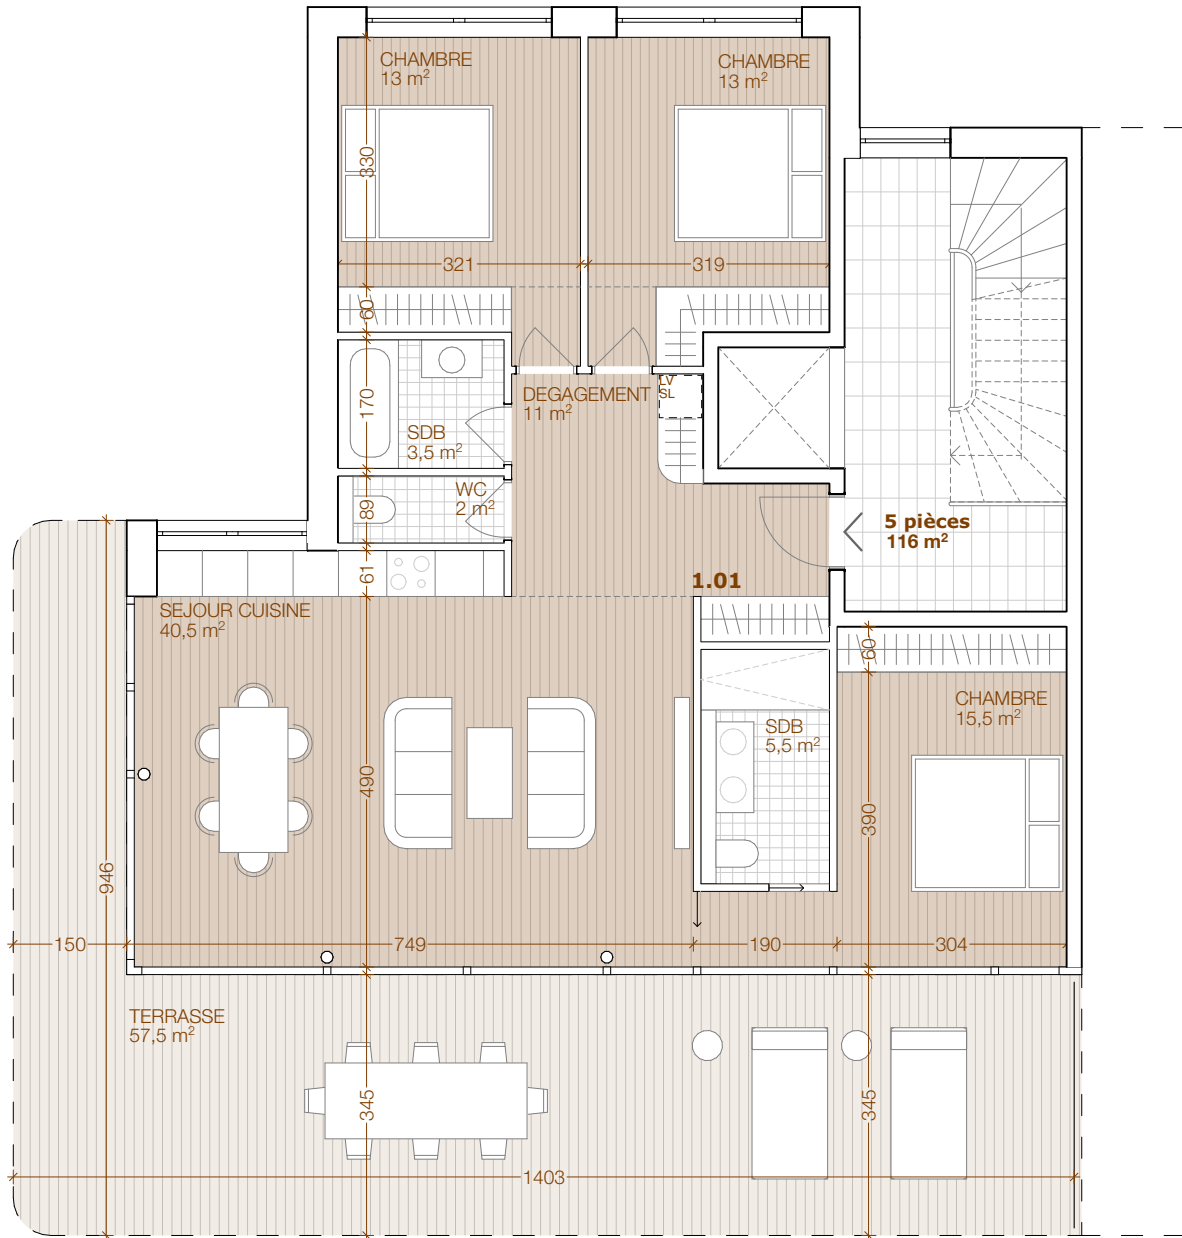 CHAMBRE
13 m²
CHAMBRE
13 m²
330
321
319
60
170
SDB
3,5 m²
DEGAGEMENT
11 m²
LV
SL
WC
2 m²
89
5 pièces
116 m²
61
1.01
SEJOUR CUISINE
40,5 m²
60
CHAMBRE
15,5 m²
SDB
5,5 m²
490
390
946
150
749
190
304
TERRASSE
57,5 m²
345
345
1403